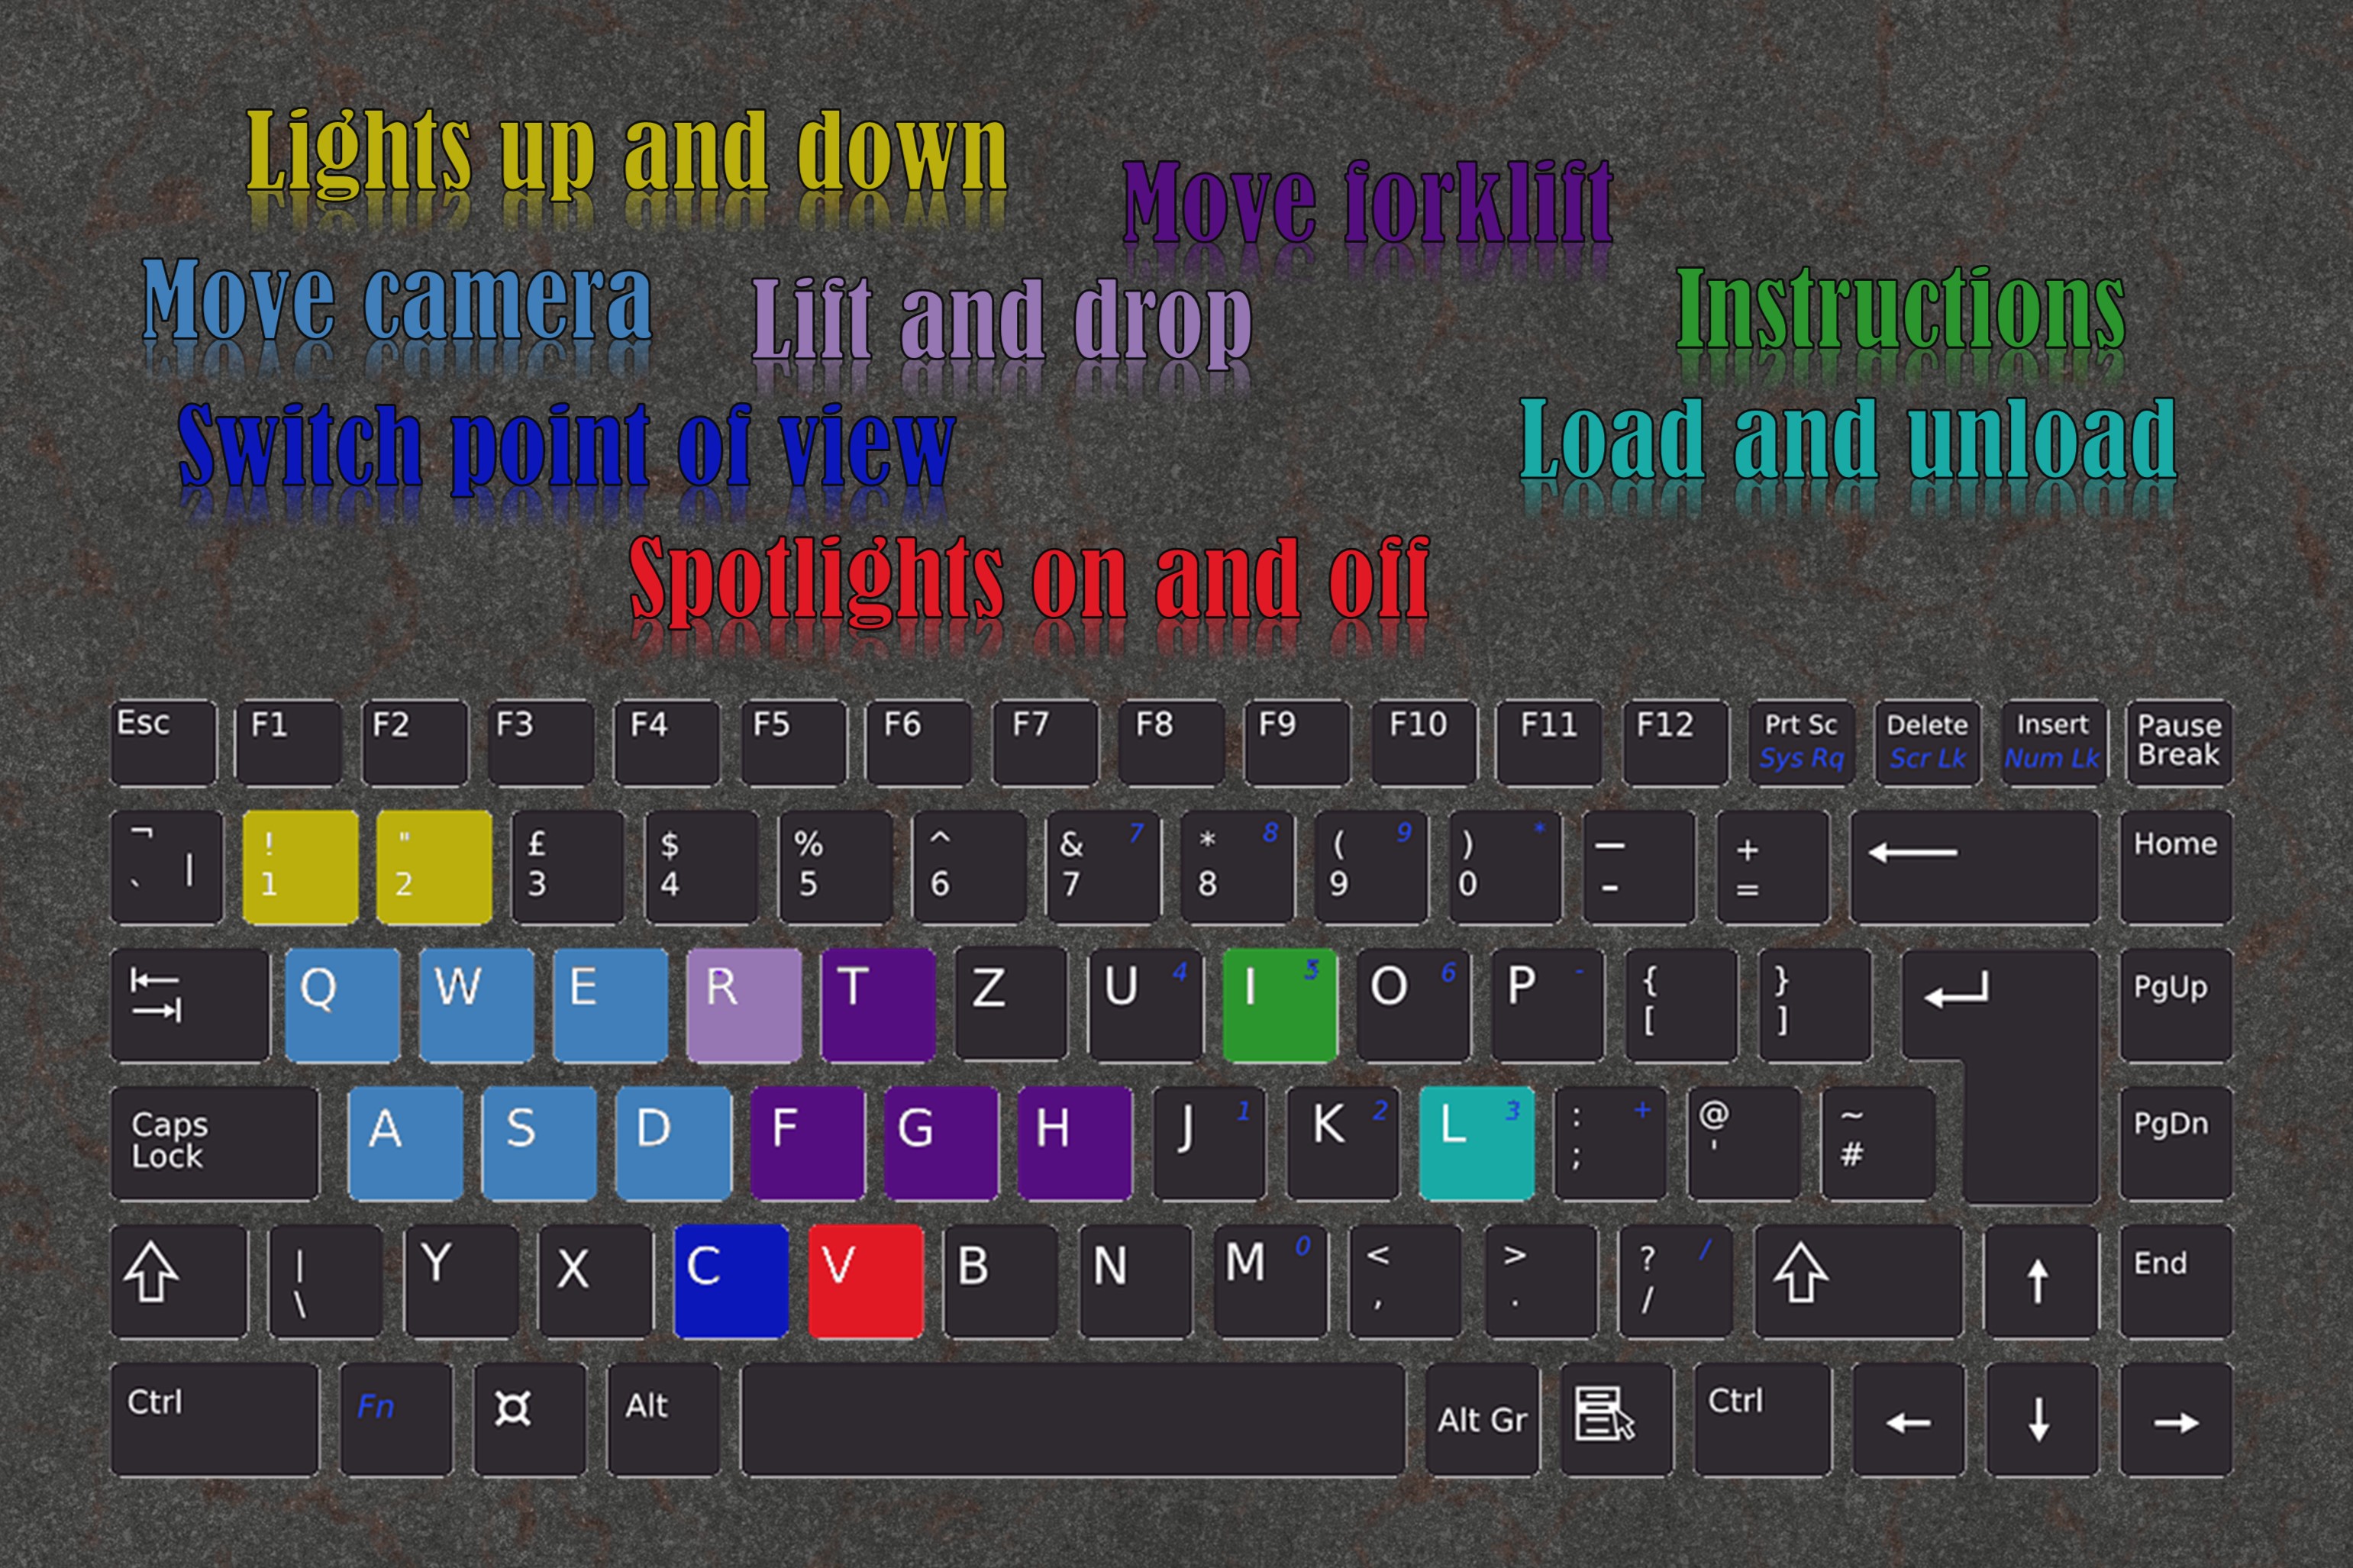 Lights up and down
Move forklift
Move camera
Lift and drop
Instructions
Switch point of view
Load and unload
Spotlights on and off
Esc F1 F2 F3 F4 F5 F6 F7 F8 F9 F10 F11 F12 Prt Sc Delete Insert Pause
Sys Rq Scr Lk Num Lk Break
¬ ! " £ $ % ^ & 7 * 8 ( 9 ) * — + ← Home
` | 1 2 3 4 5 6 7 8 9 0 - =
Q W E R T Z U 4 I 5 O 6 P - { } PgUp
[ ]
Caps A S D F G H J 1 K 2 L 3 : + @ ~ PgDn
Lock ; ' #
| Y X C V B N M 0 < > ? / ↑ End
\ , . /
Ctrl Fn ¤ Alt Alt Gr Ctrl ← ↓ →